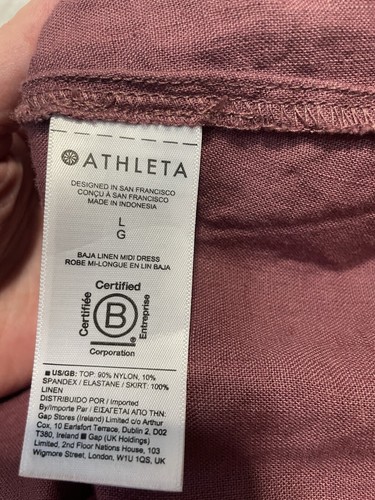 ATHLETA
DESIGNED IN SAN FRANCISCO
CONÇU À SAN FRANCISCO
MADE IN INDONESIA
L
G
BAJA LINEN MIDI DRESS
ROBE MI-LONGUE EN LIN BAJA
Certified
Certifiée
B
Entreprise
Corporation
■ US/GB: TOP: 90% NYLON, 10%
SPANDEX / ELASTANE / SKIRT: 100%
LINEN
DISTRIBUIDO POR / Imported
By/Importe Par / ΕΙΣΑΓΕΤΑΙ ΑΠΟ ΤΗΝ:
Gap Stores (Ireland) Limited c/o Arthur
Cox, 10 Earlsfort Terrace, Dublin 2, D02
T380, Ireland ■ Gap (UK Holdings)
Limited, 2nd Floor Nations House, 103
Wigmore Street, London, W1U 1QS, UK